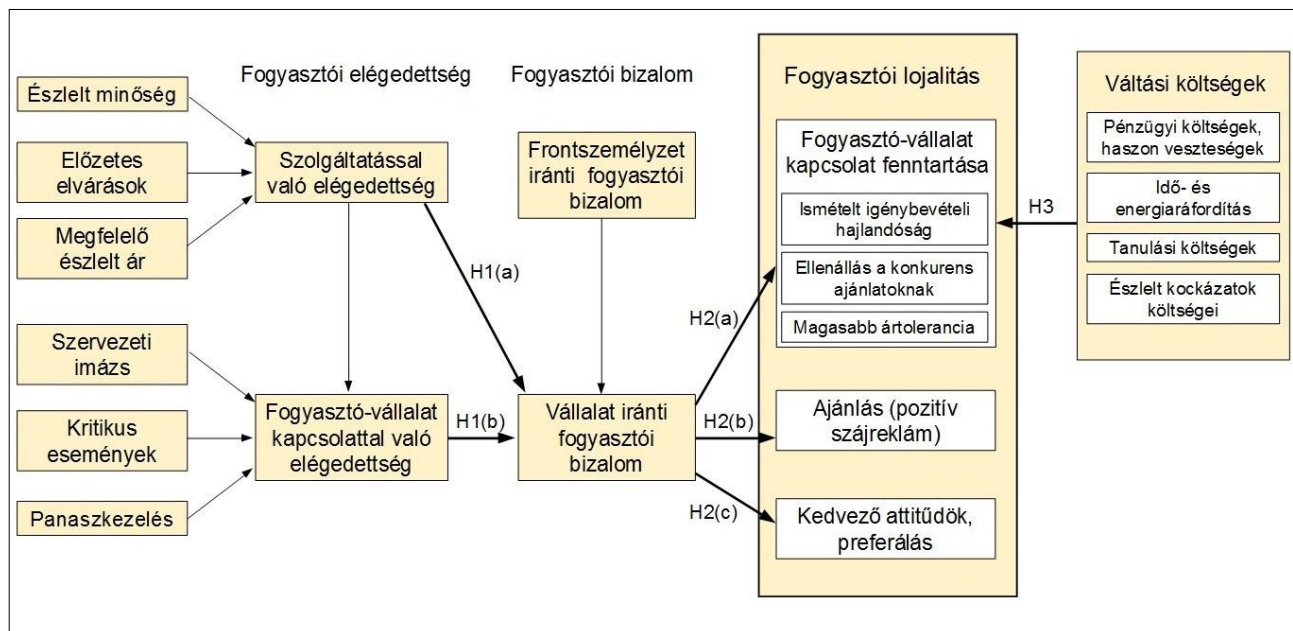 Fogyasztói elégedettség
Fogyasztói bizalom
Észlelt minőség
Előzetes
elvárások
Megfelelő
észlelt ár
Szolgáltatással
való elégedettség
Frontszemélyzet
iránti fogyasztói
bizalom
H1(a)
Szervezeti
imázs
Kritikus
események
Panaszkezelés
Fogyasztó-vállalat
kapcsolattal való
elégedettség
H1(b)
Vállalat iránti
fogyasztói
bizalom
H2(a)
H2(b)
H2(c)
Fogyasztói lojalitás
Fogyasztó-vállalat
kapcsolat fenntartása
Ismételt igénybevételi
hajlandóság
Ellenállás a konkurens
ajánlatoknak
Magasabb ártolerancia
Ajánlás (pozitív
szájreklám)
Kedvező attitűdök,
preferálás
H3
Váltási költségek
Pénzügyi költségek,
haszon veszteségek
Idő- és
energiaráfordítás
Tanulási költségek
Észlelt kockázatok
költségei